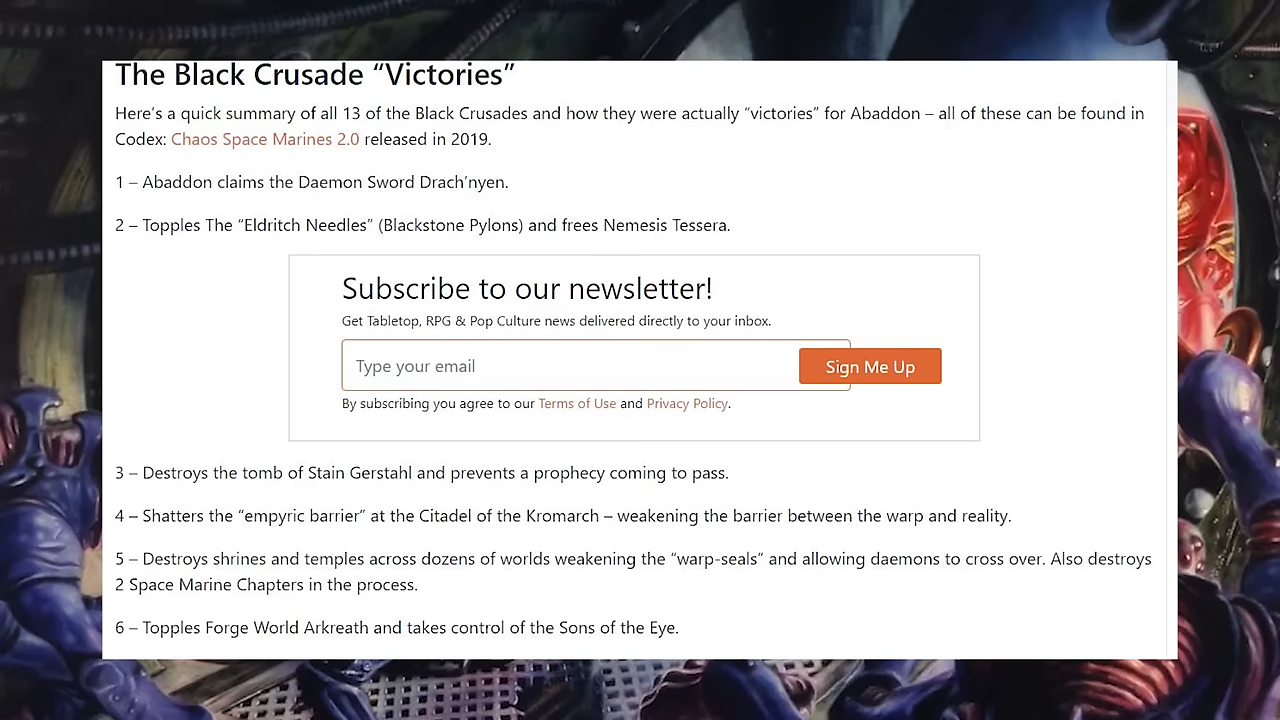 The Black Crusade “Victories”
Here’s a quick summary of all 13 of the Black Crusades and how they were actually “victories” for Abaddon – all of these can be found in
Codex: Chaos Space Marines 2.0 released in 2019.
1 – Abaddon claims the Daemon Sword Drach’nyen.
2 – Topples The “Eldritch Needles” (Blackstone Pylons) and frees Nemesis Tessera.
Subscribe to our newsletter!
Get Tabletop, RPG & Pop Culture news delivered directly to your inbox.
Type your email
Sign Me Up
By subscribing you agree to our Terms of Use and Privacy Policy.
3 – Destroys the tomb of Stain Gerstahl and prevents a prophecy coming to pass.
4 – Shatters the “empyric barrier” at the Citadel of the Kromarch – weakening the barrier between the warp and reality.
5 – Destroys shrines and temples across dozens of worlds weakening the “warp-seals” and allowing daemons to cross over. Also destroys
2 Space Marine Chapters in the process.
6 – Topples Forge World Arkreath and takes control of the Sons of the Eye.